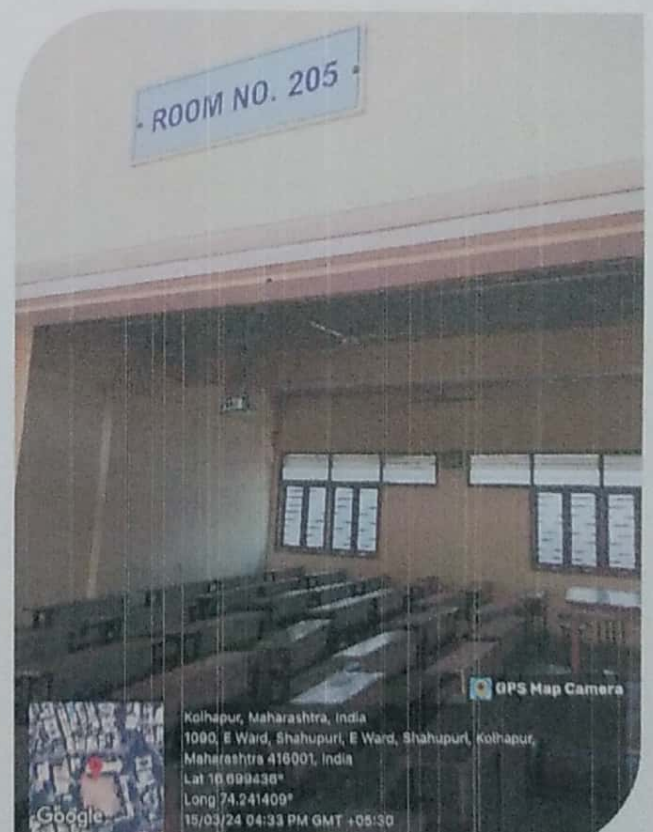 ROOM NO. 205
GPS Map Camera
Kolhapur, Maharashtra, India
1090, E Ward, Shahupuri, E Ward, Shahupuri, Kolhapur,
Maharashtra 416001, India
Lat 16.699436°
Long 74.241409°
15/03/24 04:33 PM GMT +05:30
Google